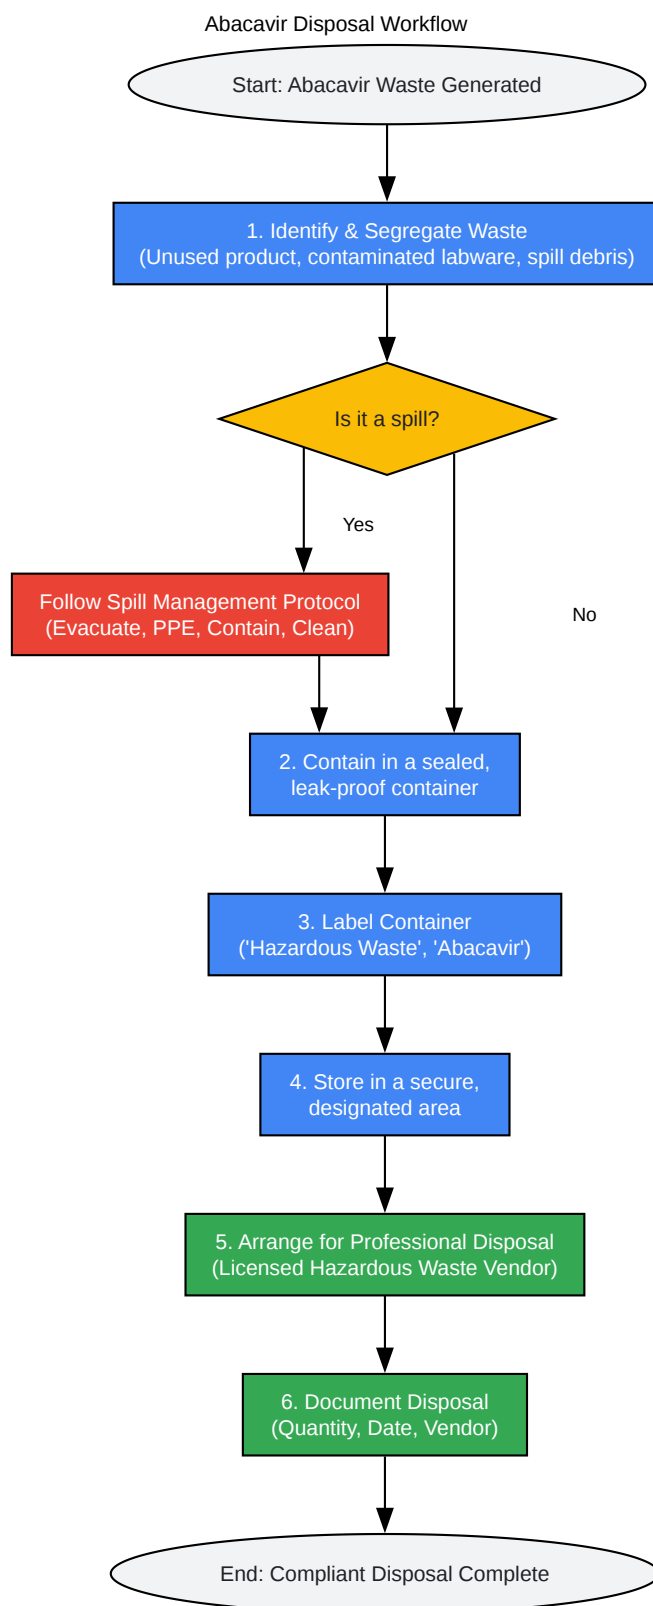 Abacavir Disposal Workflow
Start: Abacavir Waste Generated
1. Identify & Segregate Waste
(Unused product, contaminated labware, spill debris)
Is it a spill?
Yes
Follow Spill Management Protocol
(Evacuate, PPE, Contain, Clean)
No
2. Contain in a sealed,
leak-proof container
3. Label Container
('Hazardous Waste', 'Abacavir')
4. Store in a secure,
designated area
5. Arrange for Professional Disposal
(Licensed Hazardous Waste Vendor)
6. Document Disposal
(Quantity, Date, Vendor)
End: Compliant Disposal Complete